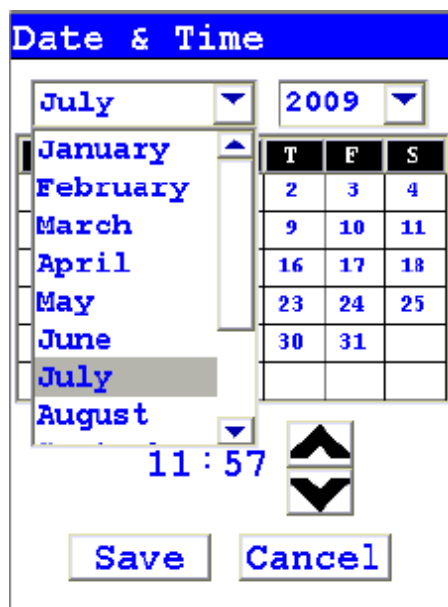 Date & Time
July 2009
January
February
March
April
May
June
July
August
T F S
2 3 4
9 10 11
16 17 18
23 24 25
30 31
11:57
Save Cancel